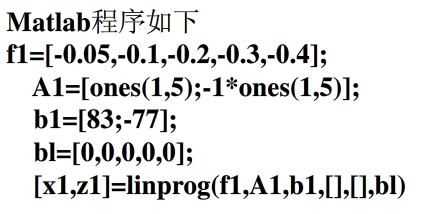 Matlab程序如下
f1=[-0.05,-0.1,-0.2,-0.3,-0.4];
A1=[ones(1,5);-1*ones(1,5)];
b1=[83;-77];
bl=[0,0,0,0,0];
[x1,z1]=linprog(f1,A1,b1,[],[],bl)